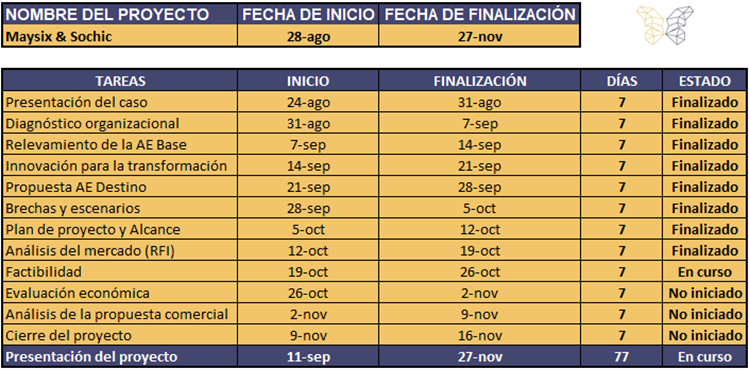 NOMBRE DEL PROYECTO FECHA DE INICIO FECHA DE FINALIZACIÓN
Maysix & Sochic 28-ago 27-nov
TAREAS INICIO FINALIZACIÓN DÍAS ESTADO
Presentación del caso 24-ago 31-ago 7 Finalizado
Diagnóstico organizacional 31-ago 7-sep 7 Finalizado
Relevamiento de la AE Base 7-sep 14-sep 7 Finalizado
Innovación para la transformación 14-sep 21-sep 7 Finalizado
Propuesta AE Destino 21-sep 28-sep 7 Finalizado
Brechas y escenarios 28-sep 5-oct 7 Finalizado
Plan de proyecto y Alcance 5-oct 12-oct 7 Finalizado
Análisis del mercado (RFI) 12-oct 19-oct 7 Finalizado
Factibilidad 19-oct 26-oct 7 En curso
Evaluación económica 26-oct 2-nov 7 No iniciado
Análisis de la propuesta comercial 2-nov 9-nov 7 No iniciado
Cierre del proyecto 9-nov 16-nov 7 No iniciado
Presentación del proyecto 11-sep 27-nov 77 En curso